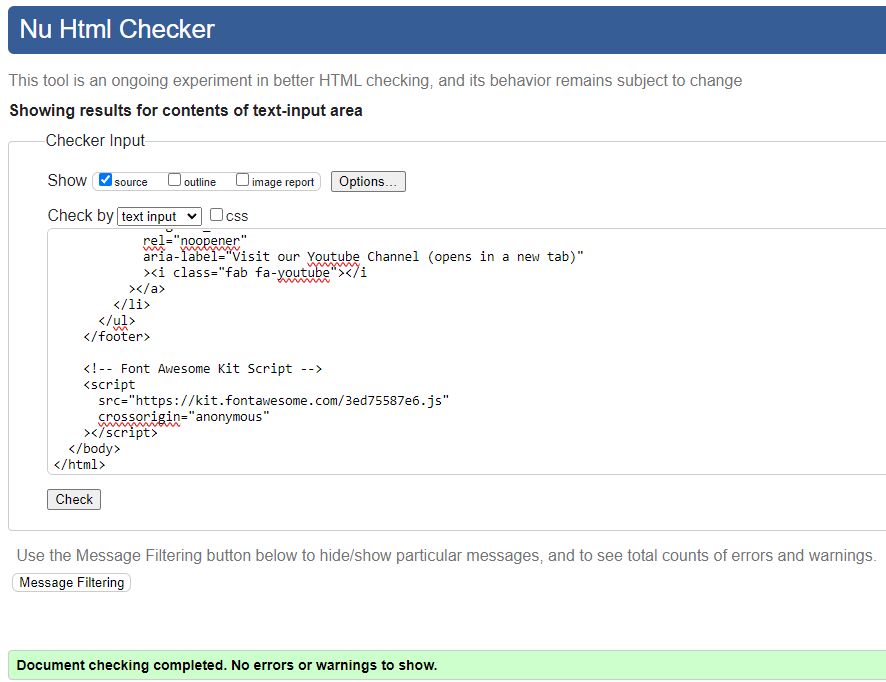 Nu Html Checker
This tool is an ongoing experiment in better HTML checking, and its behavior remains subject to change
Showing results for contents of text-input area
Checker Input
Show source outline image report Options...
Check by text input css
rel="noopener"
aria-label="Visit our Youtube Channel (opens in a new tab)"
><i class="fab fa-youtube"></i
></a>
</li>
</ul>
</footer>
<!-- Font Awesome Kit Script -->
<script
src="https://kit.fontawesome.com/3ed75587e6.js"
crossorigin="anonymous"
></script>
</body>
</html>
Check
Use the Message Filtering button below to hide/show particular messages, and to see total counts of errors and warnings.
Message Filtering
Document checking completed. No errors or warnings to show.